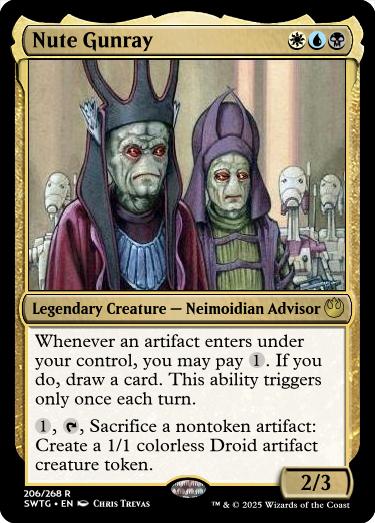 Nute Gunray
Legendary Creature — Neimoidian Advisor
Whenever an artifact enters under
your control, you may pay 1. If you
do, draw a card. This ability triggers
only once each turn.
1, , Sacrifice a nontoken artifact:
Create a 1/1 colorless Droid artifact
creature token.
2/3
206/268 R
SWTG • EN Chris Trevas
™ & © 2025 Wizards of the Coast